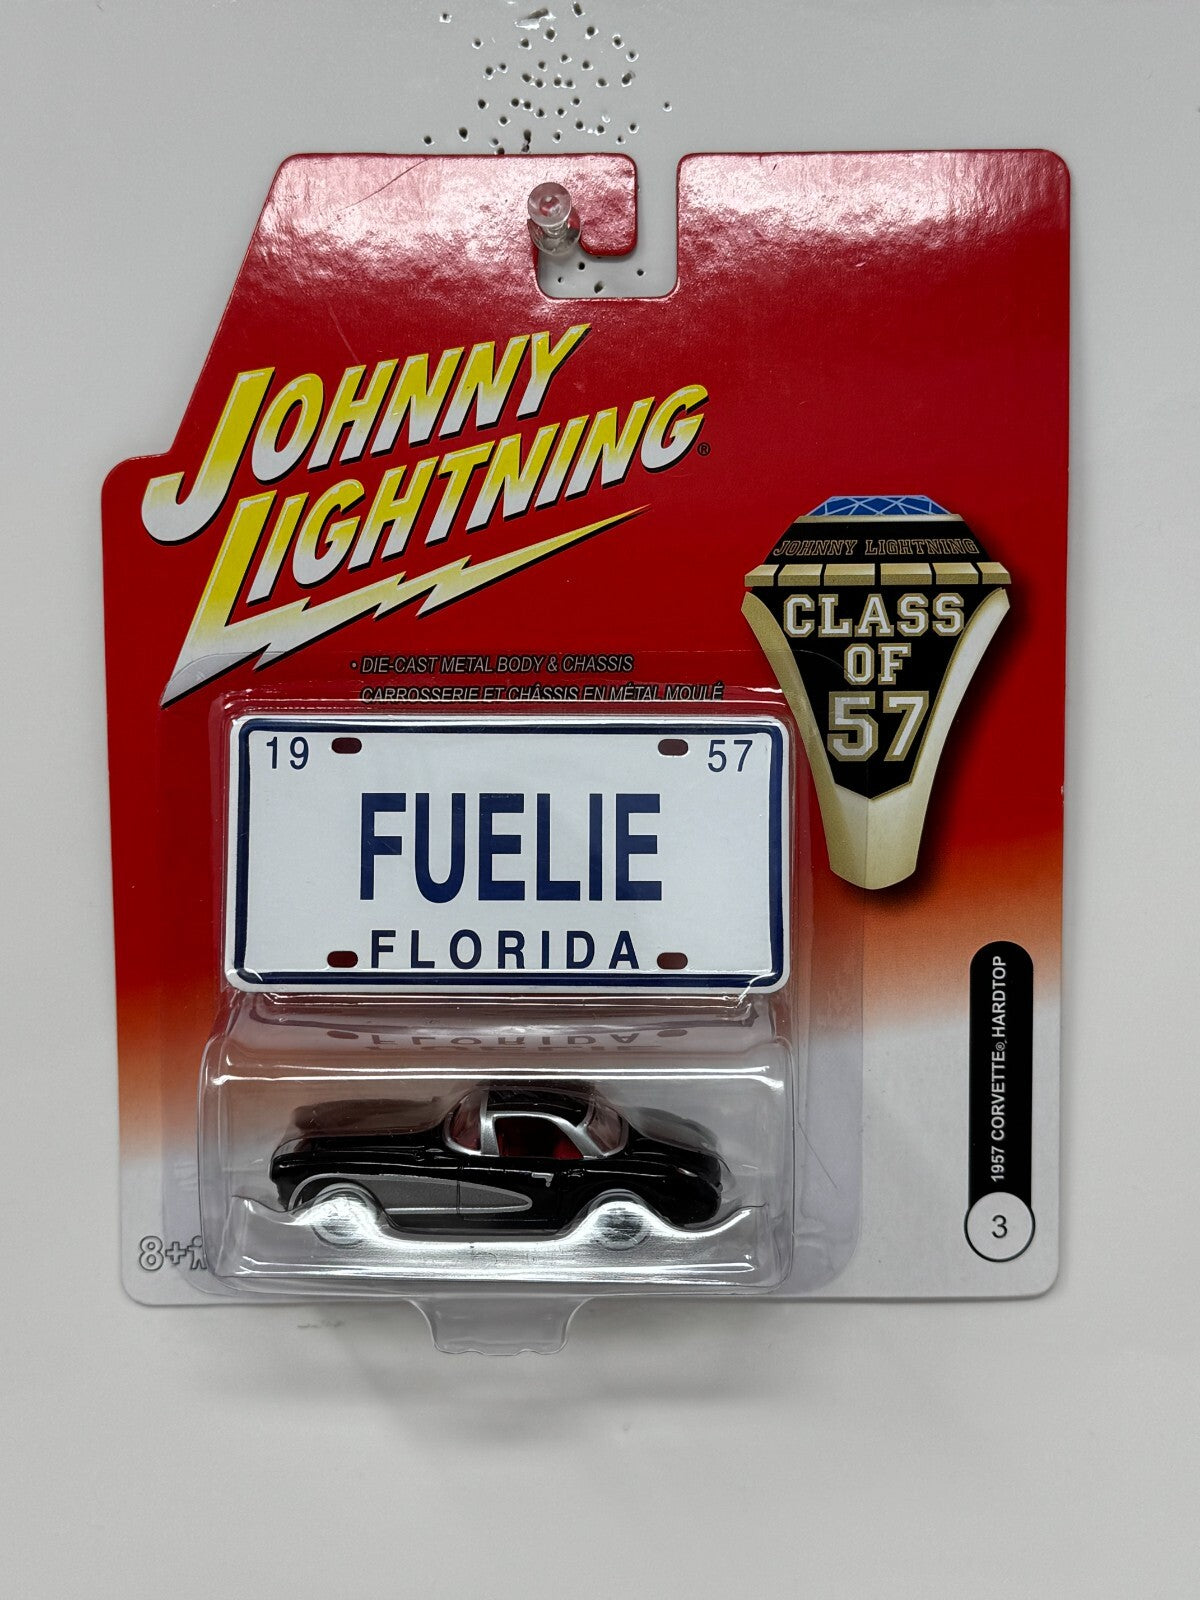 JOHNNY
LIGHTNING®
JOHNNY LIGHTNING
CLASS
OF
57
• DIE-CAST METAL BODY & CHASSIS
CARROSSERIE ET CHÂSSIS EN MÉTAL MOULÉ
19 57
FUELIE
FLORIDA
1957 CORVETTE® HARDTOP
3
8+